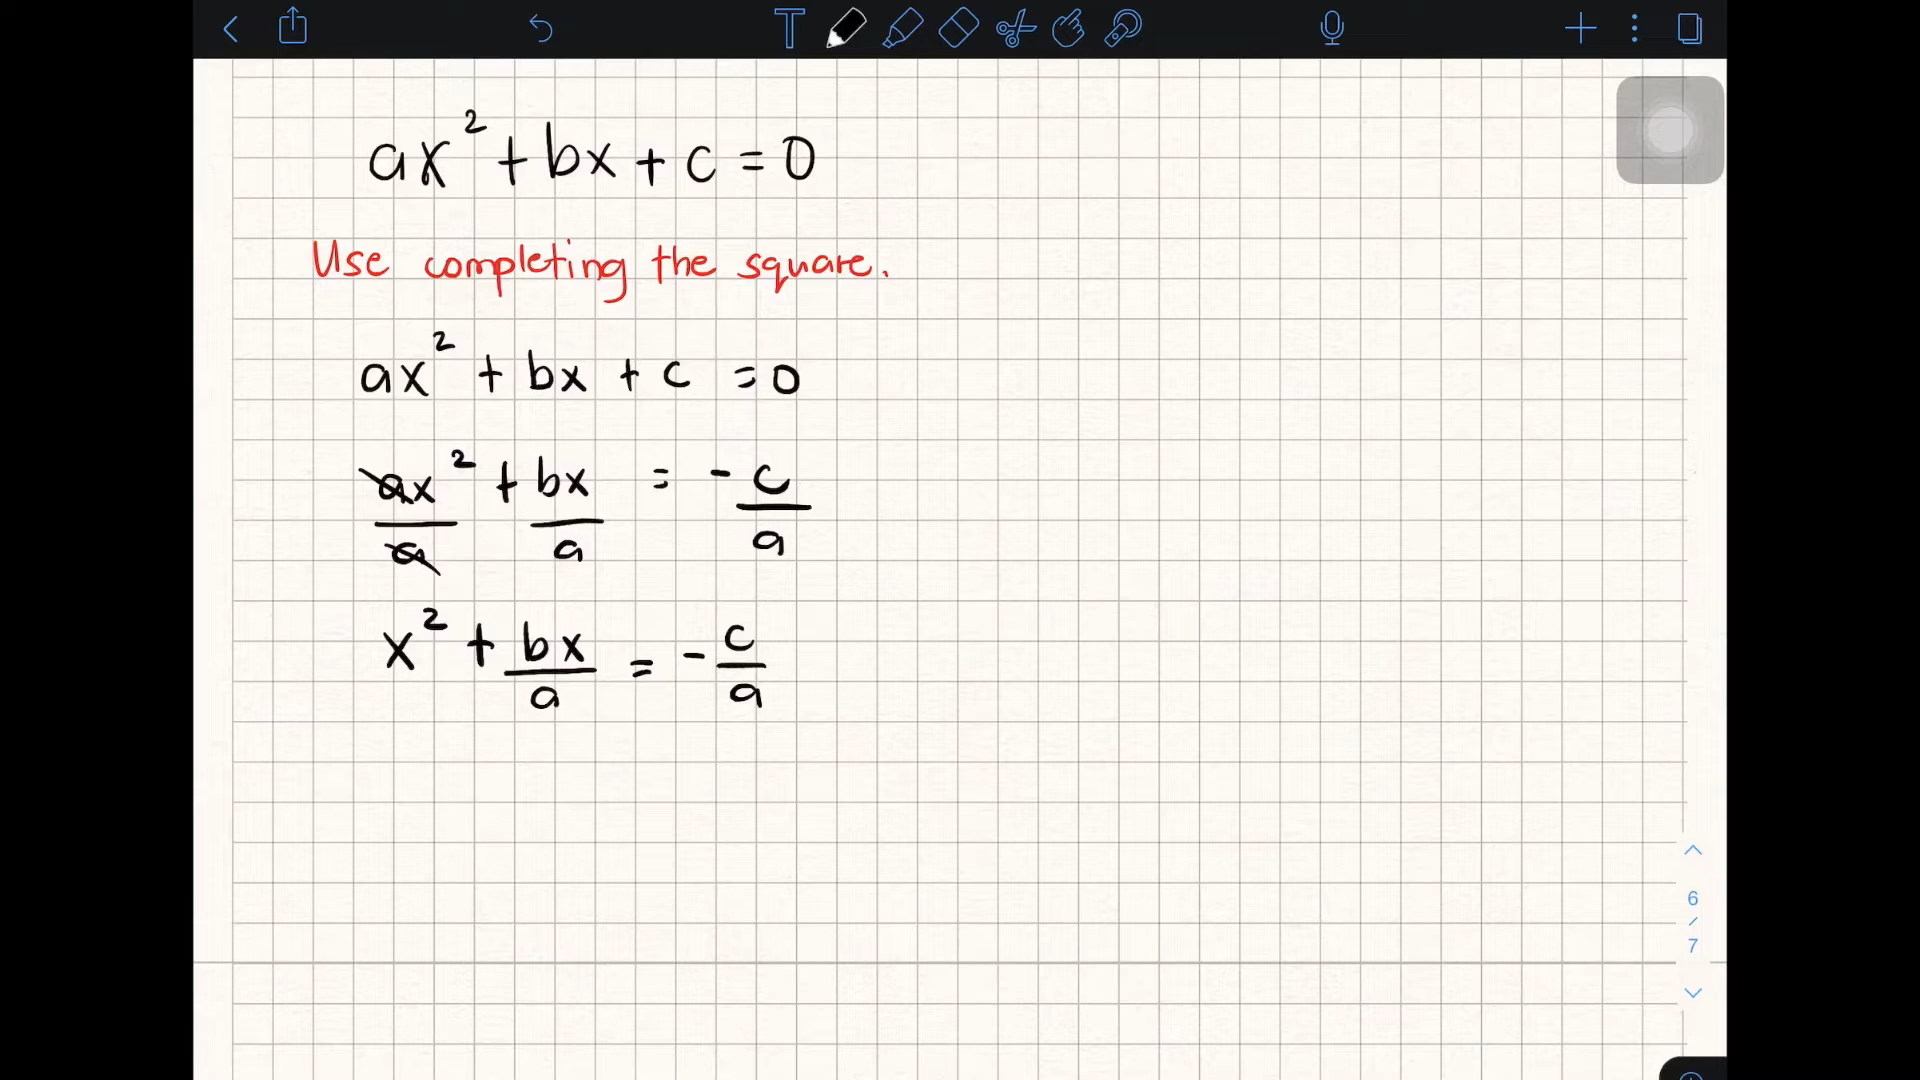 ax² + bx + c = 0
Use completing the square.
ax² + bx + c = 0
ax²/a + bx/a = -c/a
x² + bx/a = -c/a
6
/
7